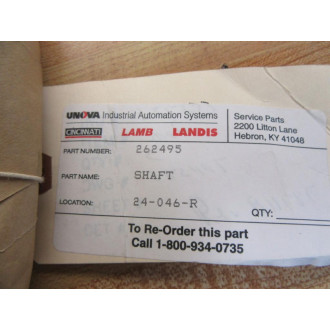 UNOVA Industrial Automation Systems
CINCINNATI LAMB LANDIS
Service Parts
2200 Litton Lane
Hebron, KY 41048
PART NUMBER: 262495
PART NAME: SHAFT
LOCATION: 24-046-R
QTY:
To Re-Order this part
Call 1-800-934-0735